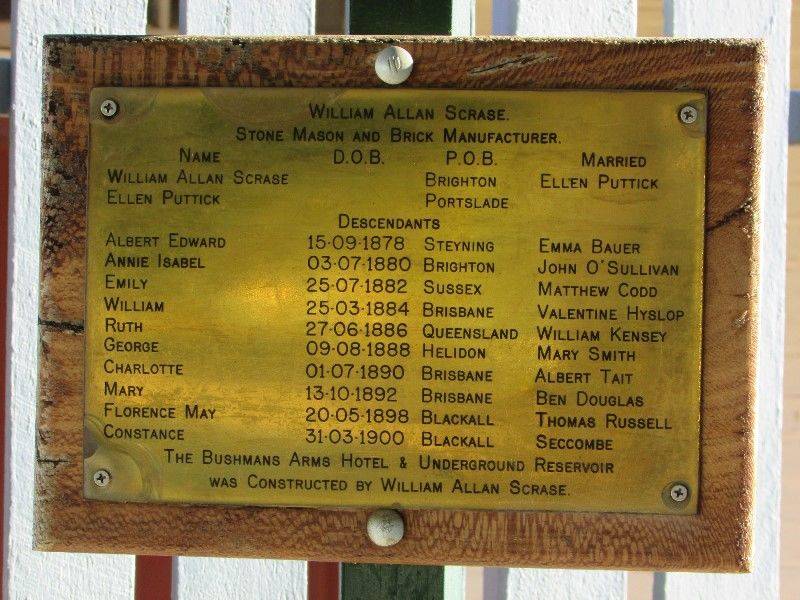 William Allan Scrase.
Stone Mason and Brick Manufacturer.
Name D.O.B. P.O.B. Married
William Allan Scrase Brighton Ellen Puttick
Ellen Puttick Portslade
Descendants
Albert Edward 15·09·1878 Steyning Emma Bauer
Annie Isabel 03·07·1880 Brighton John O'Sullivan
Emily 25·07·1882 Sussex Matthew Codd
William 25·03·1884 Brisbane Valentine Hyslop
Ruth 27·06·1886 Queensland William Kensey
George 09·08·1888 Helidon Mary Smith
Charlotte 01·07·1890 Brisbane Albert Tait
Mary 13·10·1892 Brisbane Ben Douglas
Florence May 20·05·1898 Blackall Thomas Russell
Constance 31·03·1900 Blackall Seccombe
The Bushmans Arms Hotel & Underground Reservoir
was Constructed by William Allan Scrase.